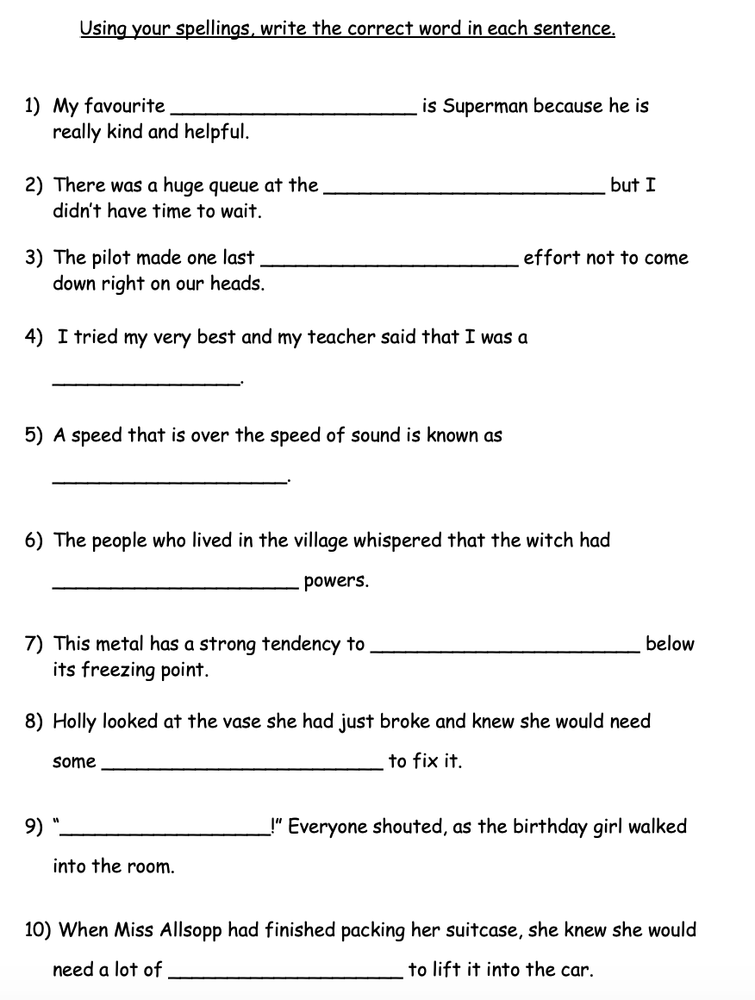 Using your spellings, write the correct word in each sentence.
1) My favourite _____________________ is Superman because he is
really kind and helpful.
2) There was a huge queue at the ________________________ but I
didn't have time to wait.
3) The pilot made one last ______________________ effort not to come
down right on our heads.
4) I tried my very best and my teacher said that I was a
________________.
5) A speed that is over the speed of sound is known as
____________________.
6) The people who lived in the village whispered that the witch had
_____________________ powers.
7) This metal has a strong tendency to _______________________ below
its freezing point.
8) Holly looked at the vase she had just broke and knew she would need
some ________________________ to fix it.
9) “__________________!” Everyone shouted, as the birthday girl walked
into the room.
10) When Miss Allsopp had finished packing her suitcase, she knew she would
need a lot of ____________________ to lift it into the car.